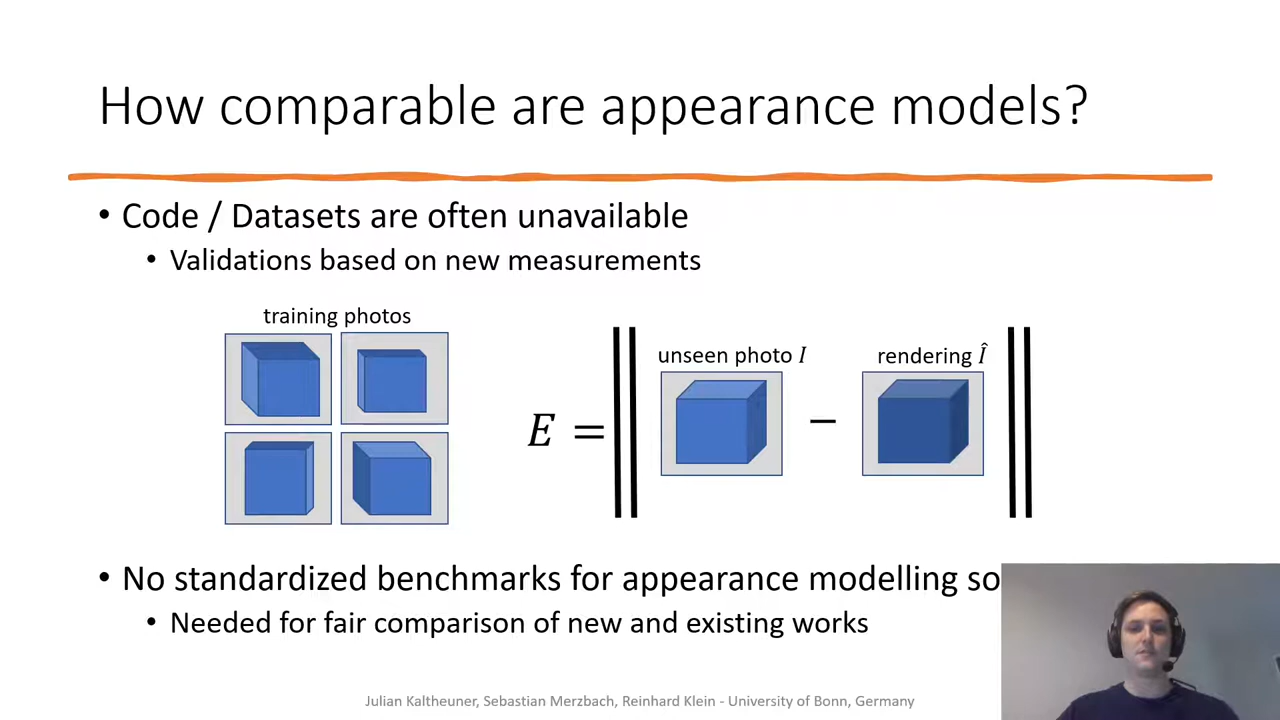 How comparable are appearance models?
• Code / Datasets are often unavailable
• Validations based on new measurements
training photos
unseen photo I
rendering Î
E = ‖ − ‖
• No standardized benchmarks for appearance modelling so
• Needed for fair comparison of new and existing works
Julian Kaltheuner, Sebastian Merzbach, Reinhard Klein - University of Bonn, Germany